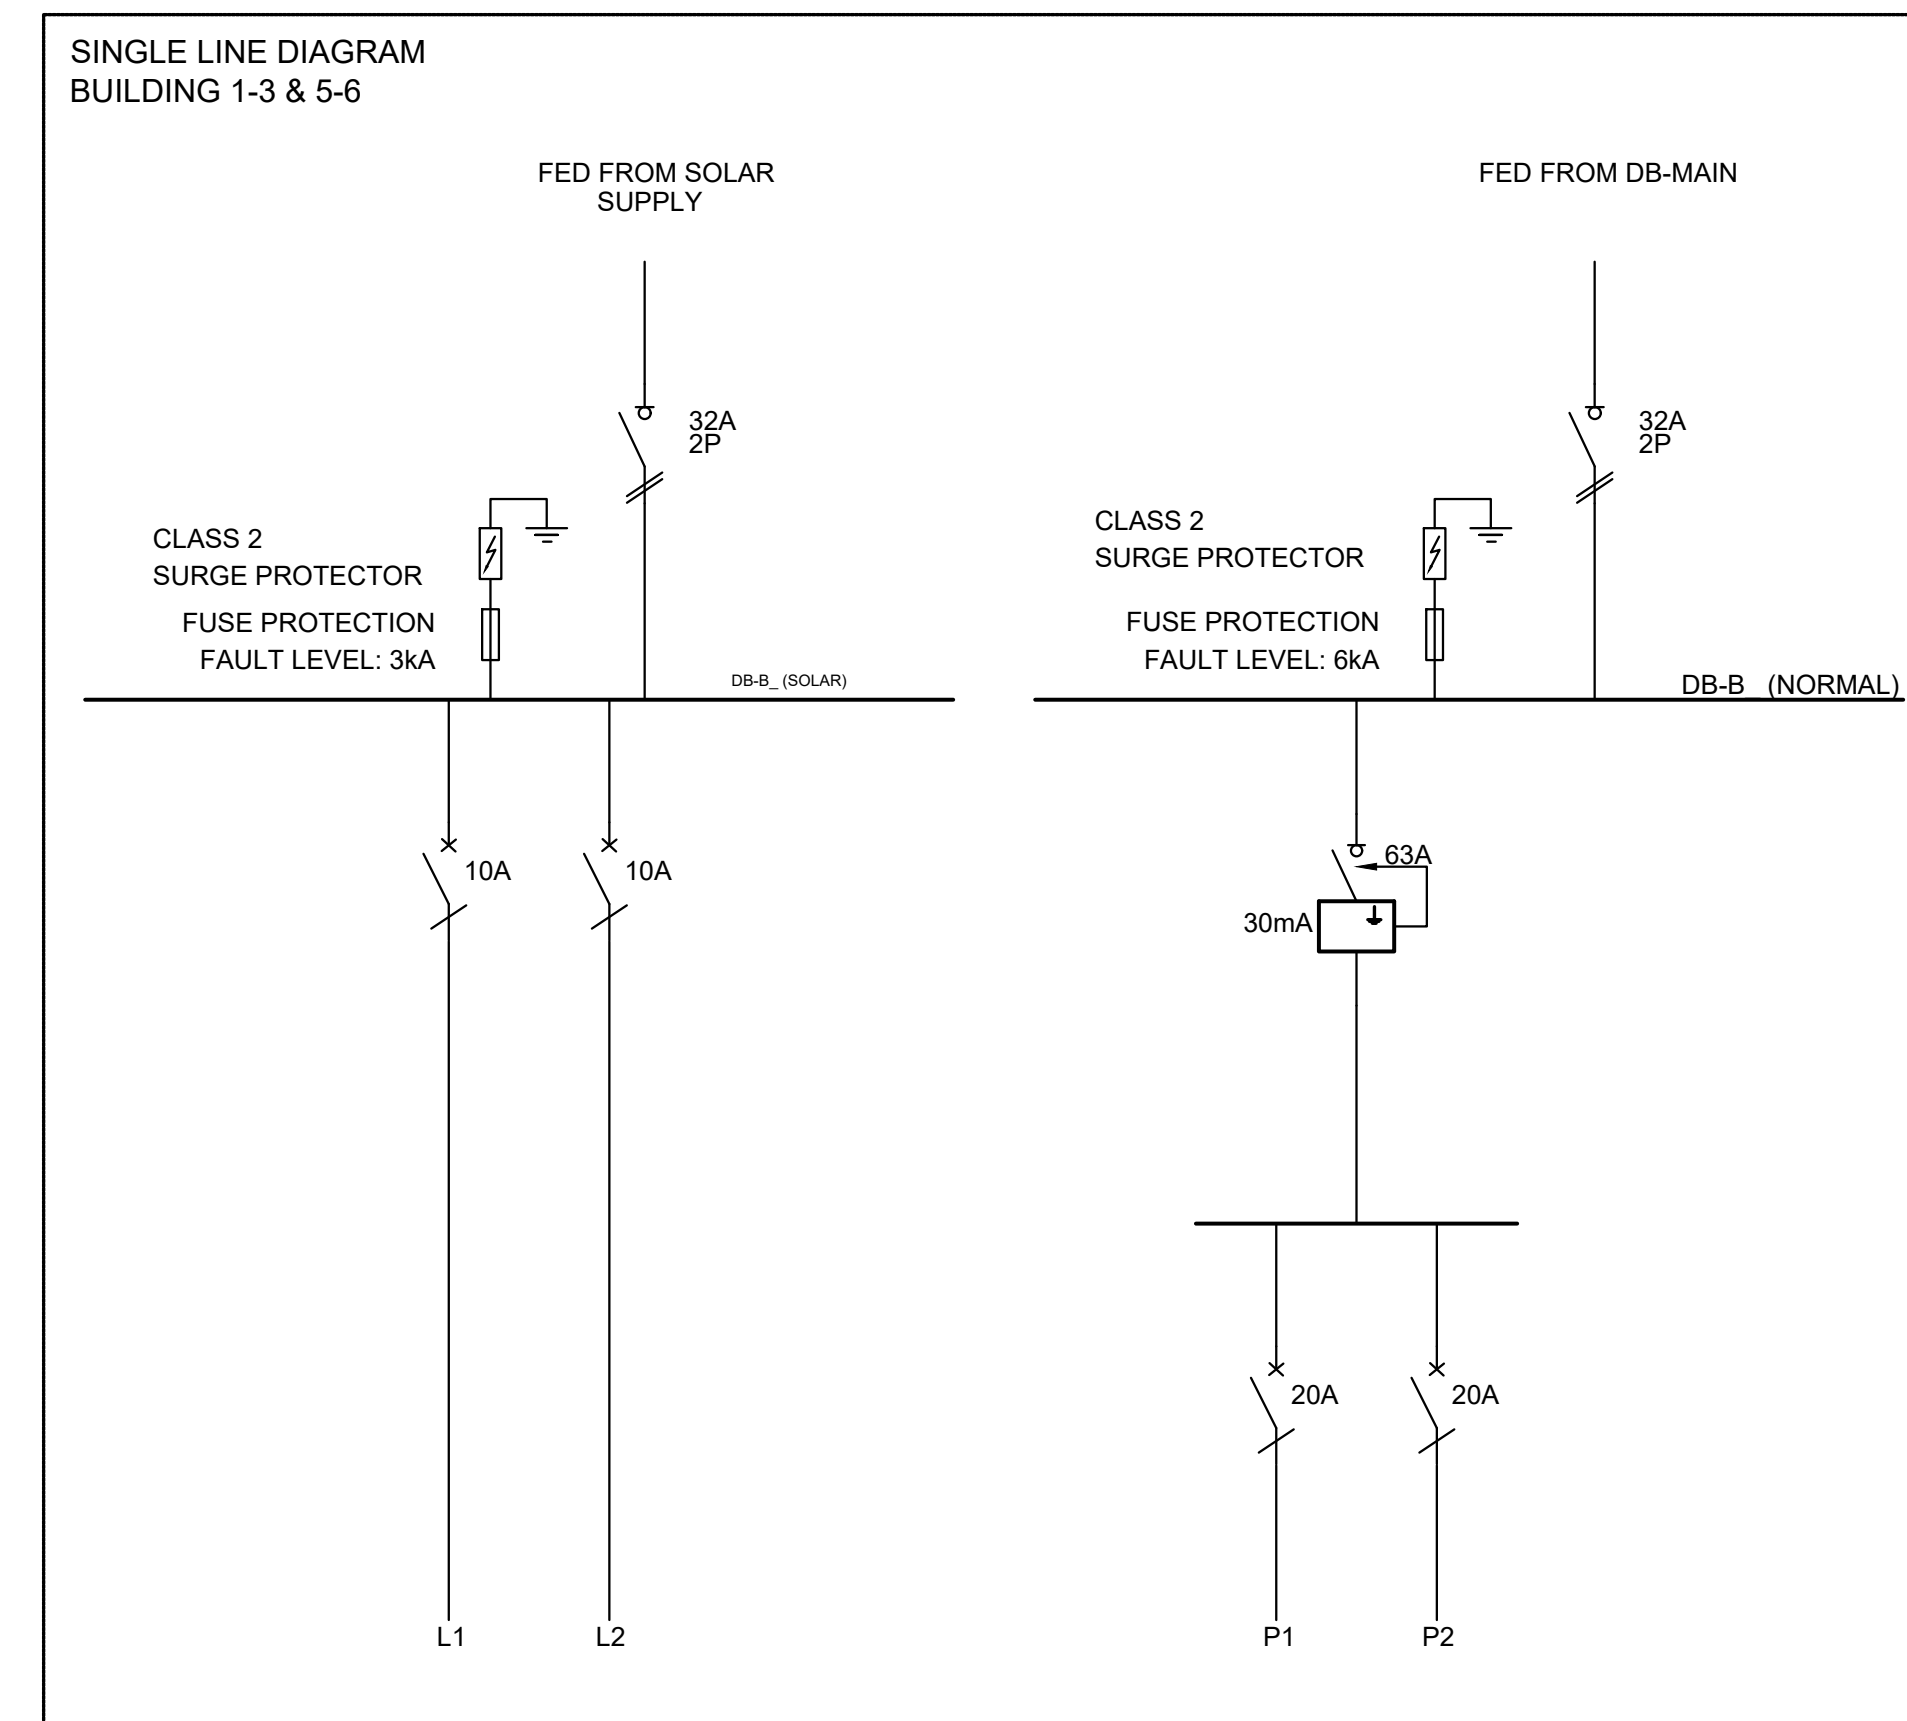 SINGLE LINE DIAGRAM
BUILDING 1-3 & 5-6
FED FROM SOLAR
SUPPLY
32A
2P
CLASS 2
SURGE PROTECTOR
FUSE PROTECTION
FAULT LEVEL: 3kA
DB-B_ (SOLAR)
10A
10A
L1
L2
FED FROM DB-MAIN
32A
2P
CLASS 2
SURGE PROTECTOR
FUSE PROTECTION
FAULT LEVEL: 6kA
DB-B_ (NORMAL)
63A
30mA
20A
20A
P1
P2